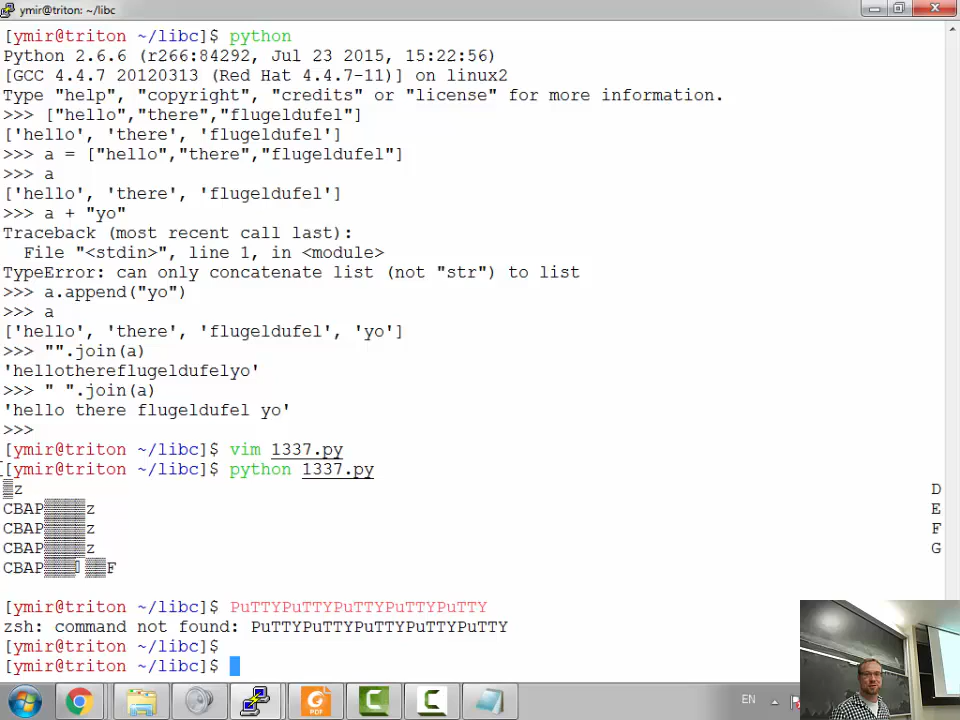 ymir@triton: ~/libc
[ymir@triton ~/libc]$ python
Python 2.6.6 (r266:84292, Jul 23 2015, 15:22:56)
[GCC 4.4.7 20120313 (Red Hat 4.4.7-11)] on linux2
Type "help", "copyright", "credits" or "license" for more information.
>>> ["hello","there","flugeldufel"]
['hello', 'there', 'flugeldufel']
>>> a = ["hello","there","flugeldufel"]
>>> a
['hello', 'there', 'flugeldufel']
>>> a + "yo"
Traceback (most recent call last):
  File "<stdin>", line 1, in <module>
TypeError: can only concatenate list (not "str") to list
>>> a.append("yo")
>>> a
['hello', 'there', 'flugeldufel', 'yo']
>>> "".join(a)
'hellothereflugeldufelyo'
>>> " ".join(a)
'hello there flugeldufel yo'
>>>
[ymir@triton ~/libc]$ vim 1337.py
[ymir@triton ~/libc]$ python 1337.py
▒z D
CBAP▒▒▒▒z E
CBAP▒▒▒▒z F
CBAP▒▒▒▒z G
CBAP▒▒▒▯▒▒F
[ymir@triton ~/libc]$ PuTTYPuTTYPuTTYPuTTYPuTTY
zsh: command not found: PuTTYPuTTYPuTTYPuTTYPuTTY
[ymir@triton ~/libc]$
[ymir@triton ~/libc]$
PDF
EN